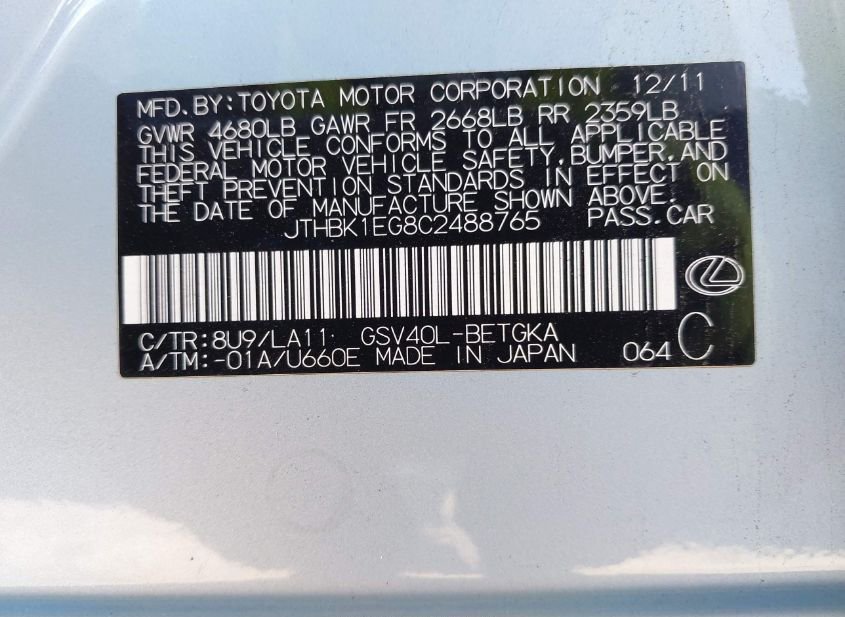 MFD. BY: TOYOTA MOTOR CORPORATION 12/11
GVWR 4680LB GAWR FR 2668LB RR 2359LB
THIS VEHICLE CONFORMS TO ALL APPLICABLE
FEDERAL MOTOR VEHICLE SAFETY, BUMPER, AND
THEFT PREVENTION STANDARDS IN EFFECT ON
THE DATE OF MANUFACTURE SHOWN ABOVE.
JTHBK1EG8C2488765 PASS.CAR
C/TR: 8U9/LA11 GSV40L-BETGKA
A/TM: -01A/U660E MADE IN JAPAN 064 C